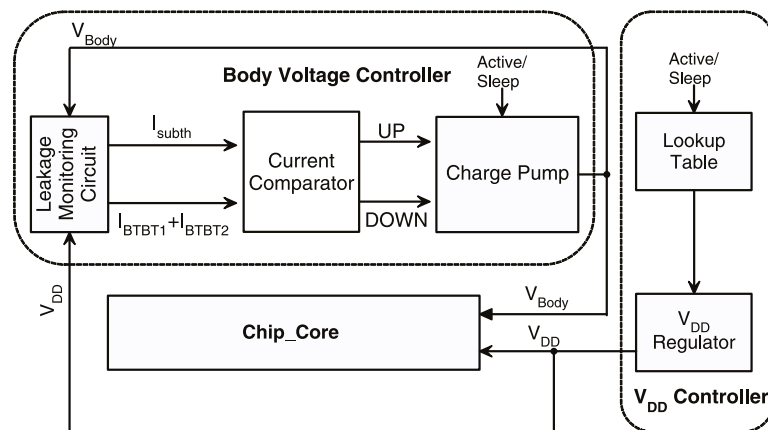 V_Body
Body Voltage Controller
Active/
Sleep
Active/
Sleep
Leakage
Monitoring
Circuit
I_subth
I_BTBT1+I_BTBT2
Current
Comparator
UP
DOWN
Charge Pump
Lookup
Table
V_DD
Chip_Core
V_Body
V_DD
V_DD
Regulator
V_DD Controller